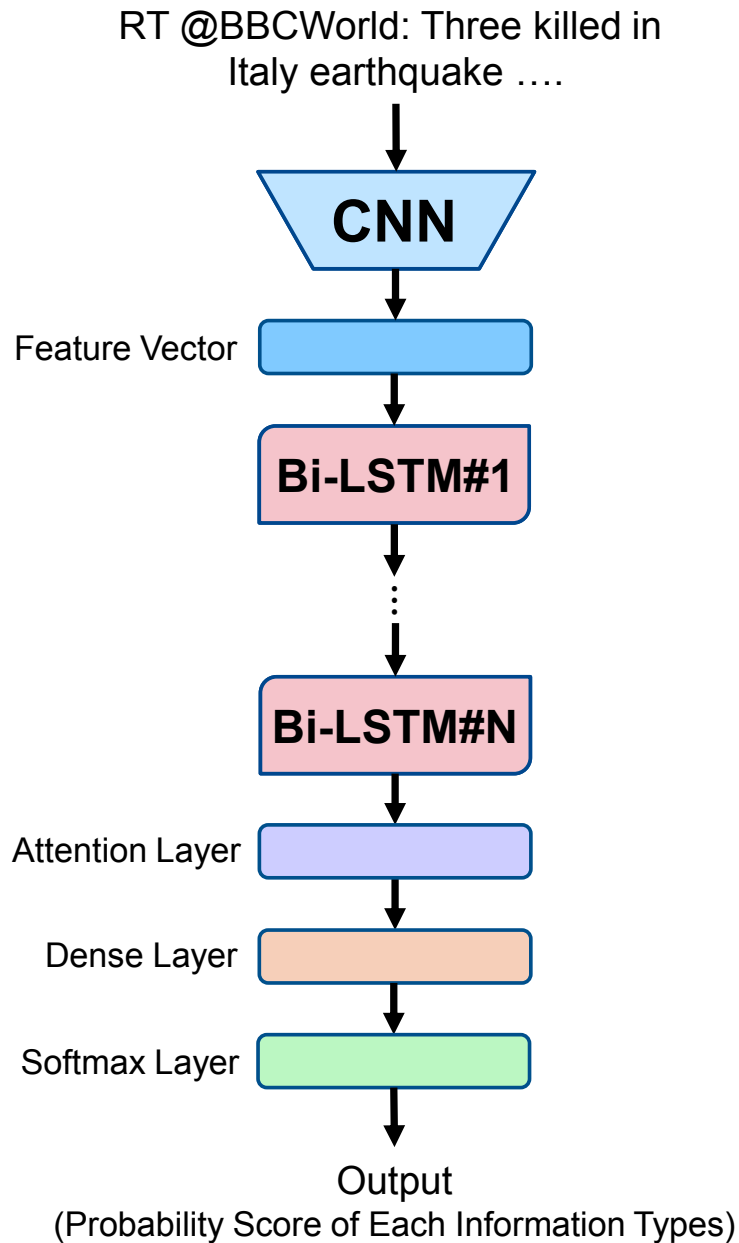 RT @BBCWorld: Three killed in
Italy earthquake ….
CNN
Feature Vector
Bi-LSTM#1
Bi-LSTM#N
Attention Layer
Dense Layer
Softmax Layer
Output
(Probability Score of Each Information Types)